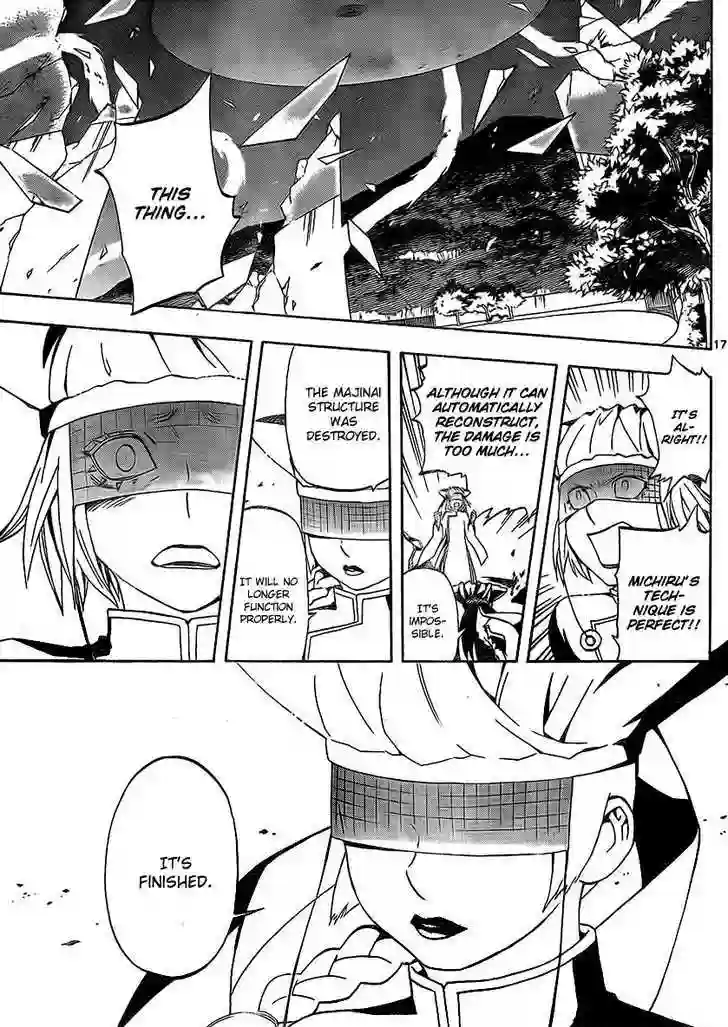 THIS
THING...
17
IT'S
AL-
RIGHT!!
MICHIRU'S
TECH-
NIQUE IS
PERFECT!!
ALTHOUGH IT CAN
AUTOMATICALLY
RECONSTRUCT,
THE DAMAGE IS
TOO MUCH...
IT'S
IMPOS-
SIBLE.
THE MAJINAI
STRUCTURE
WAS
DESTROYED.
IT WILL NO
LONGER
FUNCTION
PROPERLY.
IT'S
FINISHED.